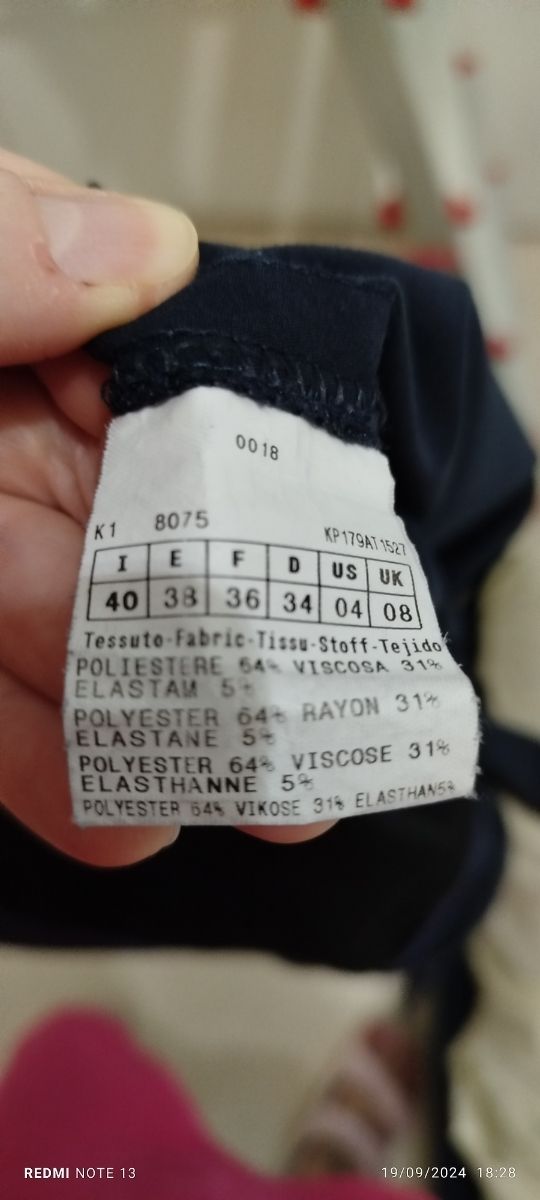 0018
K1 8075 KP179AT1527
I E F D US UK
40 38 36 34 04 08
Tessuto-Fabric-Tissu-Stoff-Tejido
POLIESTERE 64% VISCOSA 31%
ELASTAM 5%
POLYESTER 64% RAYON 31%
ELASTANE 5%
POLYESTER 64% VISCOSE 31%
ELASTHANNE 5%
POLYESTER 64% VIKOSE 31% ELASTHAN5%
REDMI NOTE 13 19/09/2024 18:28